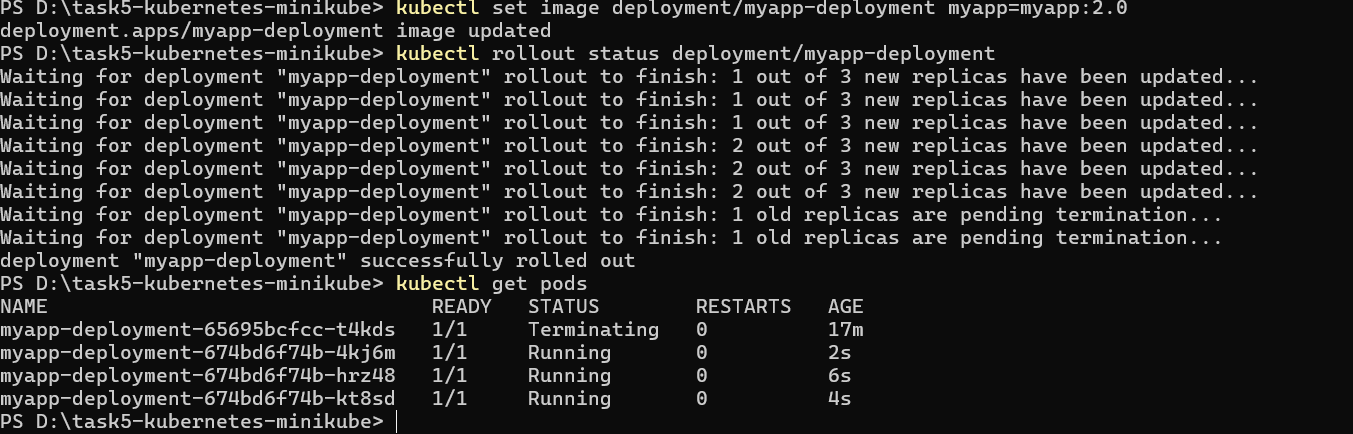 PS D:\task5-kubernetes-minikube> kubectl set image deployment/myapp-deployment myapp=myapp:2.0
deployment.apps/myapp-deployment image updated
PS D:\task5-kubernetes-minikube> kubectl rollout status deployment/myapp-deployment
Waiting for deployment "myapp-deployment" rollout to finish: 1 out of 3 new replicas have been updated...
Waiting for deployment "myapp-deployment" rollout to finish: 1 out of 3 new replicas have been updated...
Waiting for deployment "myapp-deployment" rollout to finish: 1 out of 3 new replicas have been updated...
Waiting for deployment "myapp-deployment" rollout to finish: 2 out of 3 new replicas have been updated...
Waiting for deployment "myapp-deployment" rollout to finish: 2 out of 3 new replicas have been updated...
Waiting for deployment "myapp-deployment" rollout to finish: 2 out of 3 new replicas have been updated...
Waiting for deployment "myapp-deployment" rollout to finish: 1 old replicas are pending termination...
Waiting for deployment "myapp-deployment" rollout to finish: 1 old replicas are pending termination...
deployment "myapp-deployment" successfully rolled out
PS D:\task5-kubernetes-minikube> kubectl get pods
NAME                                READY   STATUS        RESTARTS   AGE
myapp-deployment-65695bcfcc-t4kds   1/1     Terminating   0          17m
myapp-deployment-674bd6f74b-4kj6m   1/1     Running       0          2s
myapp-deployment-674bd6f74b-hrz48   1/1     Running       0          6s
myapp-deployment-674bd6f74b-kt8sd   1/1     Running       0          4s
PS D:\task5-kubernetes-minikube>